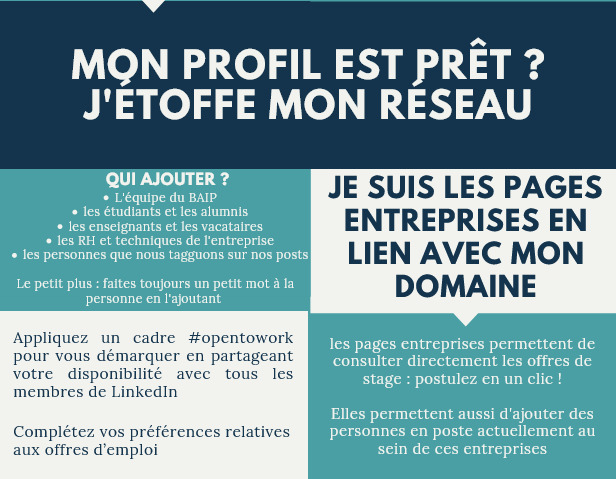 MON PROFIL EST PRÊT ?
J'ÉTOFFE MON RÉSEAU
QUI AJOUTER ?
• L'équipe du BAIP
• les étudiants et les alumnis
• les enseignants et les vacataires
• les RH et techniques de l'entreprise
• les personnes que nous tagguons sur nos posts
Le petit plus : faites toujours un petit mot à la
personne en l'ajoutant
Appliquez un cadre #opentowork
pour vous démarquer en partageant
votre disponibilité avec tous les
membres de LinkedIn
Complétez vos préférences relatives
aux offres d’emploi
JE SUIS LES PAGES
ENTREPRISES EN
LIEN AVEC MON
DOMAINE
les pages entreprises permettent de
consulter directement les offres de
stage : postulez en un clic !
Elles permettent aussi d'ajouter des
personnes en poste actuellement au
sein de ces entreprises